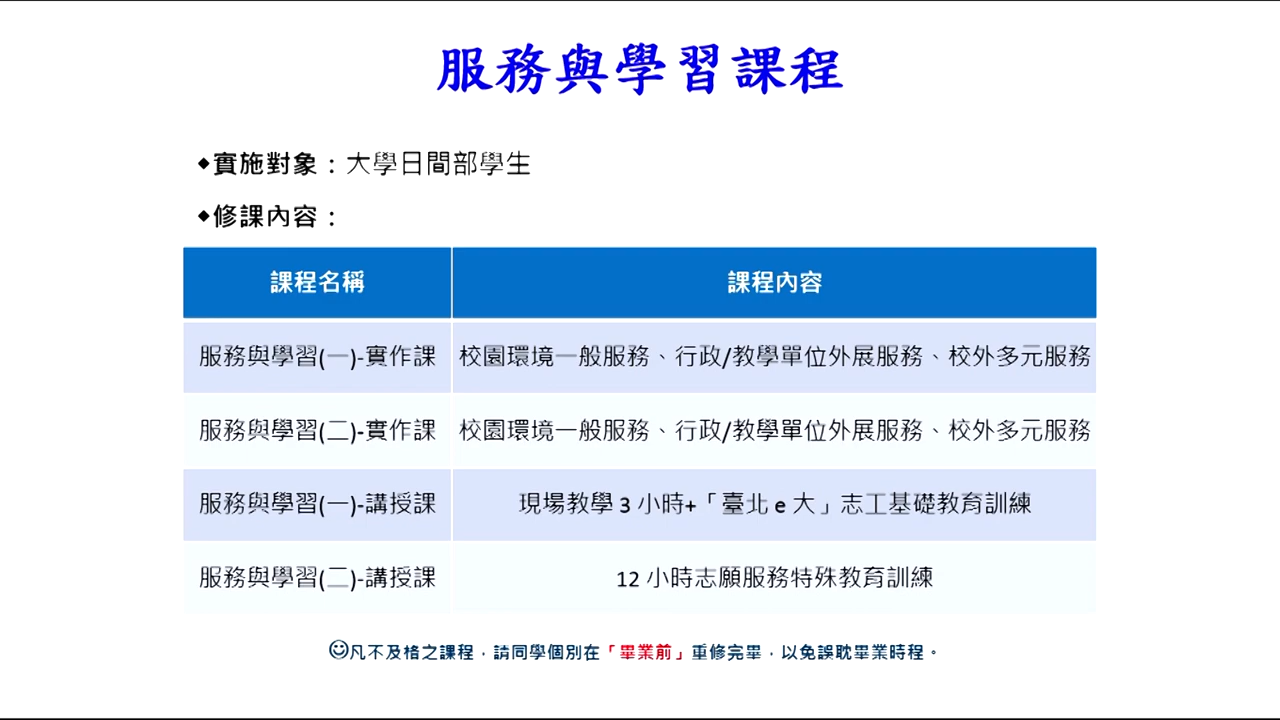 服務與學習課程
◆實施對象：大學日間部學生
◆修課內容：
課程名稱 課程內容
服務與學習(一)-實作課 校園環境一般服務、行政/教學單位外展服務、校外多元服務
服務與學習(二)-實作課 校園環境一般服務、行政/教學單位外展服務、校外多元服務
服務與學習(一)-講授課 現場教學 3 小時+「臺北 e 大」志工基礎教育訓練
服務與學習(二)-講授課 12 小時志願服務特殊教育訓練
☺凡不及格之課程，請同學個別在「畢業前」重修完畢，以免誤耽畢業時程。